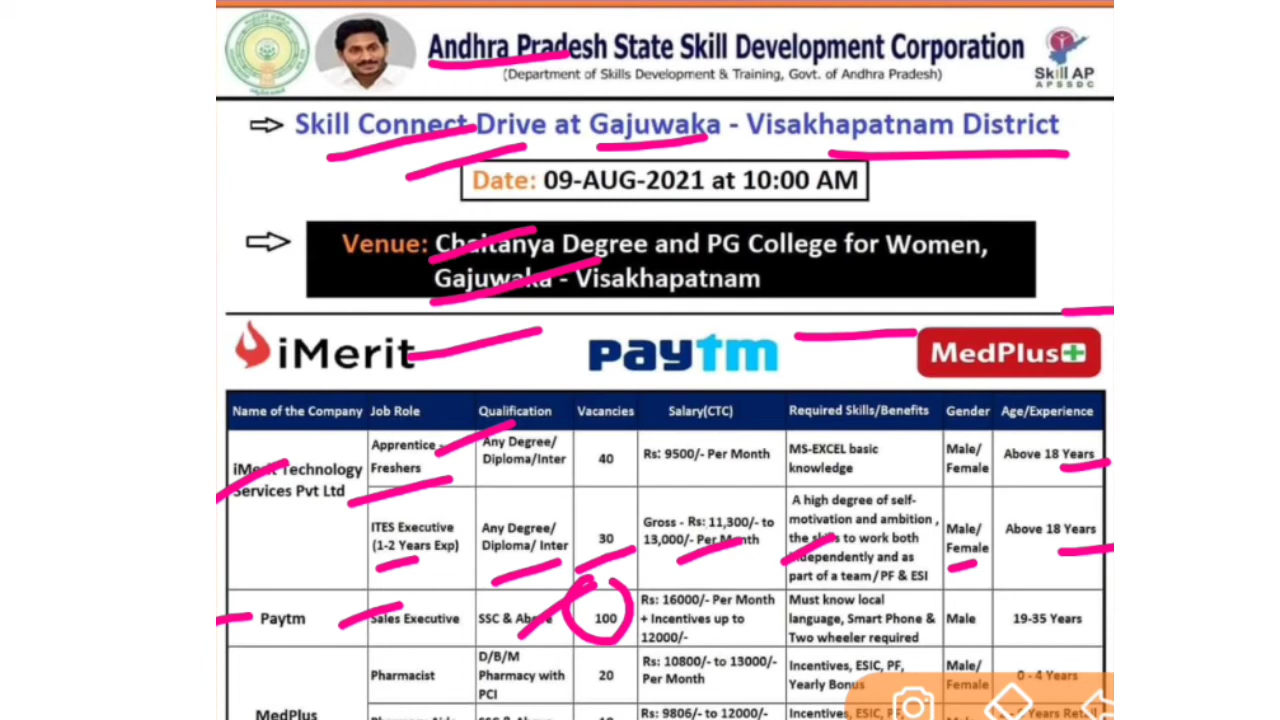 Andhra Pradesh State Skill Development Corporation
(Department of Skills Development & Training, Govt. of Andhra Pradesh)
Skill AP
APSSDC
Skill Connect Drive at Gajuwaka - Visakhapatnam District
Date: 09-AUG-2021 at 10:00 AM
Venue: Chaitanya Degree and PG College for Women,
Gajuwaka - Visakhapatnam
iMerit
paytm
MedPlus
Name of the Company Job Role Qualification Vacancies Salary(CTC) Required Skills/Benefits Gender Age/Experience
iMerit Technology
Services Pvt Ltd
Apprentice -
Freshers
Any Degree/
Diploma/Inter
40
Rs: 9500/- Per Month
MS-EXCEL basic
knowledge
Male/
Female
Above 18 Years
ITES Executive
(1-2 Years Exp)
Any Degree/
Diploma/ Inter
30
Gross - Rs: 11,300/- to
13,000/- Per Month
A high degree of self-
motivation and ambition ,
the skills to work both
independently and as
part of a team/PF & ESI
Male/
Female
Above 18 Years
Paytm
Sales Executive
SSC & Above
100
Rs: 16000/- Per Month
+ Incentives up to
12000/-
Must know local
language, Smart Phone &
Two wheeler required
Male
19-35 Years
MedPlus
Pharmacist
D/B/M
Pharmacy with
PCI
20
Rs: 10800/- to 13000/-
Per Month
Incentives, ESIC, PF,
Yearly Bonus
Male/
Female
0 - 4 Years
SSC & Above
Rs: 9806/- to 12000/-
Incentives, ESIC, PF,
Male/